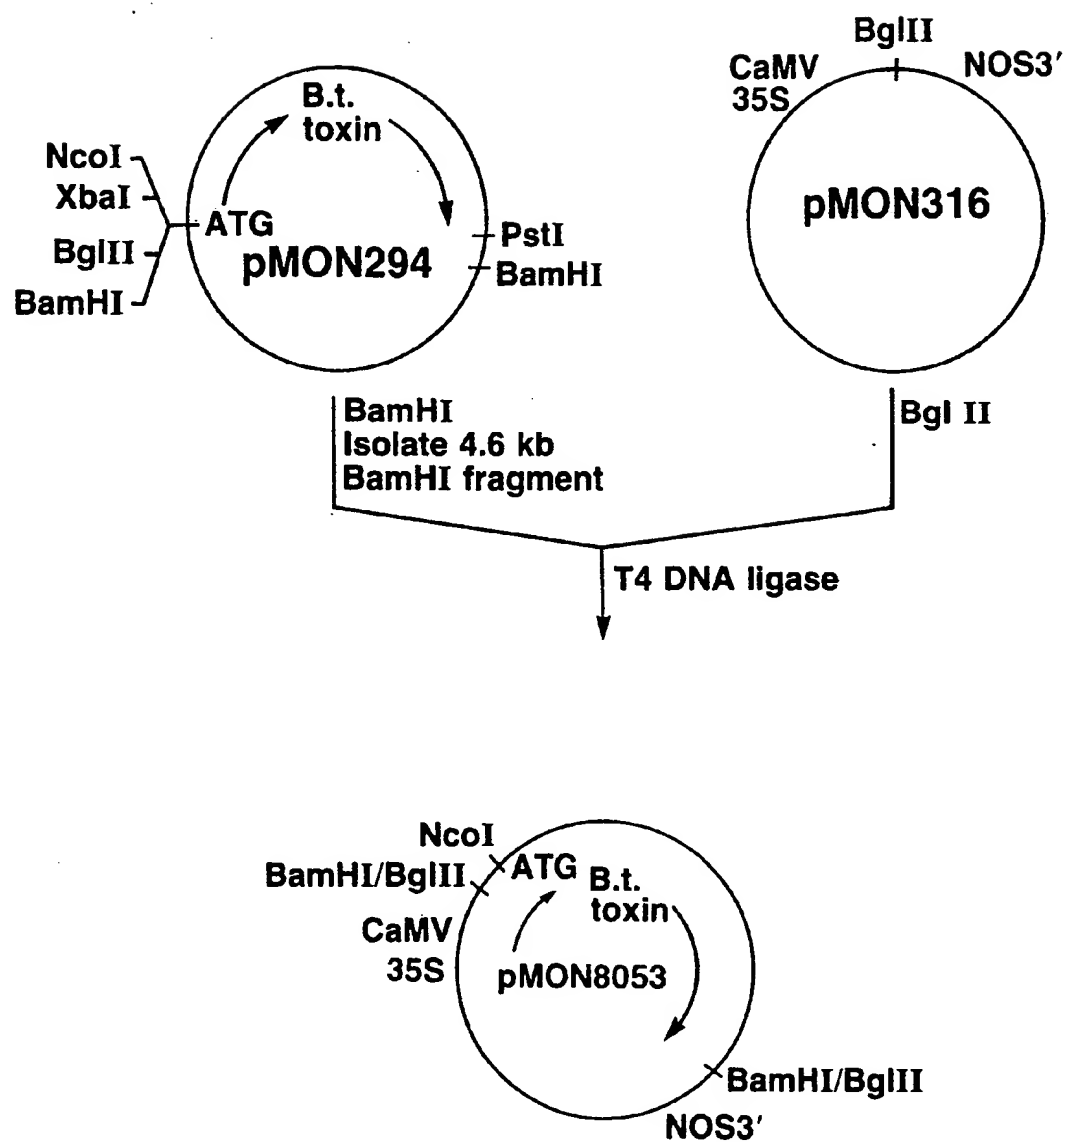 B.t.
toxin
NcoI
XbaI
BglII
BamHI
ATG
pMON294
PstI
BamHI
BglII
CaMV
35S
NOS3′
pMON316
BamHI
Isolate 4.6 kb
BamHI fragment
Bgl II
T4 DNA ligase
NcoI
BamHI/BglII
CaMV
35S
ATG
B.t.
toxin
pMON8053
BamHI/BglII
NOS3′